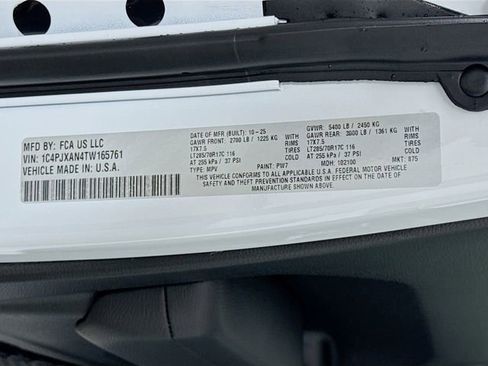 MFD BY: FCA US LLC
VIN: 1C4PJXAN4TW165761
VEHICLE MADE IN: U.S.A.
DATE OF MFR (BUILT): 10-25
GAWR FRONT: 2700 LB / 1225 KG
17X7.5
LT285/70R17C 116
AT 255 kPa / 37 PSI
TYPE: MPV
PAINT: PW7
GVWR: 5400 LB / 2450 KG
GAWR REAR: 3000 LB / 1361 KG
17X7.5
LT285/70R17C 116
AT 255 kPa / 37 PSI
MDH: 102100
RIMS
TIRES
COLD
RIMS
TIRES
COLD
MKT: 875
THIS VEHICLE CONFORMS TO ALL APPLICABLE U.S.A. FEDERAL MOTOR VEHICLE
SAFETY AND THEFT PREVENTION STANDARDS IN EFFECT ON THE DATE OF MANUFACTURE SHOWN ABOVE.